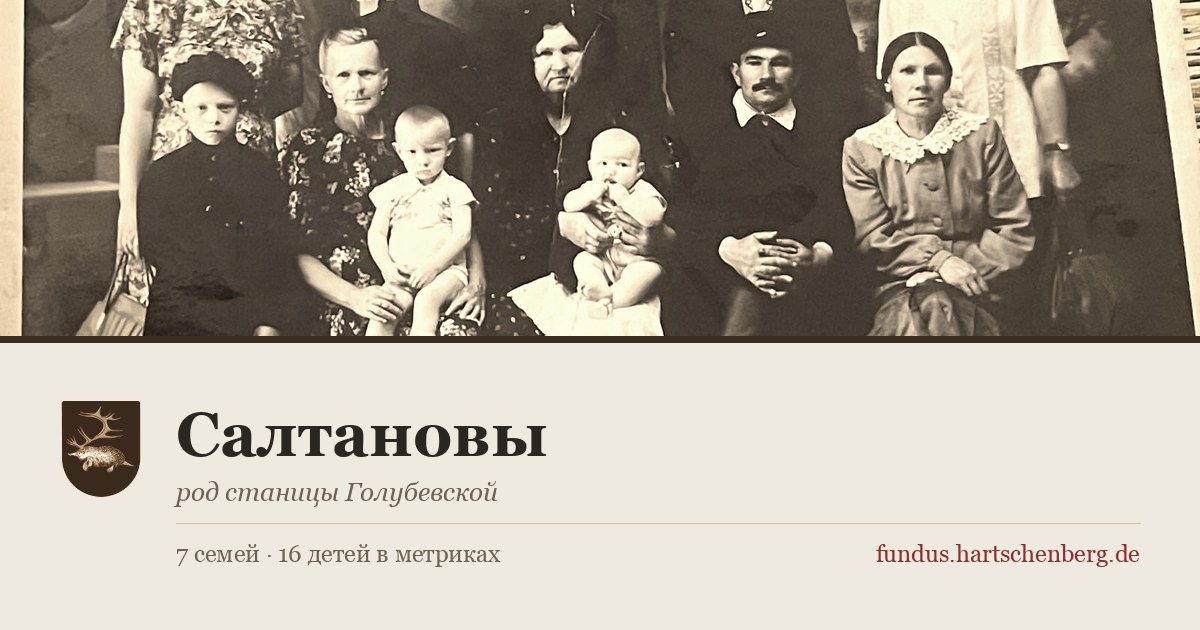 Салтановы
род станицы Голубевской
7 семей · 16 детей в метриках
fundus.hartschenberg.de